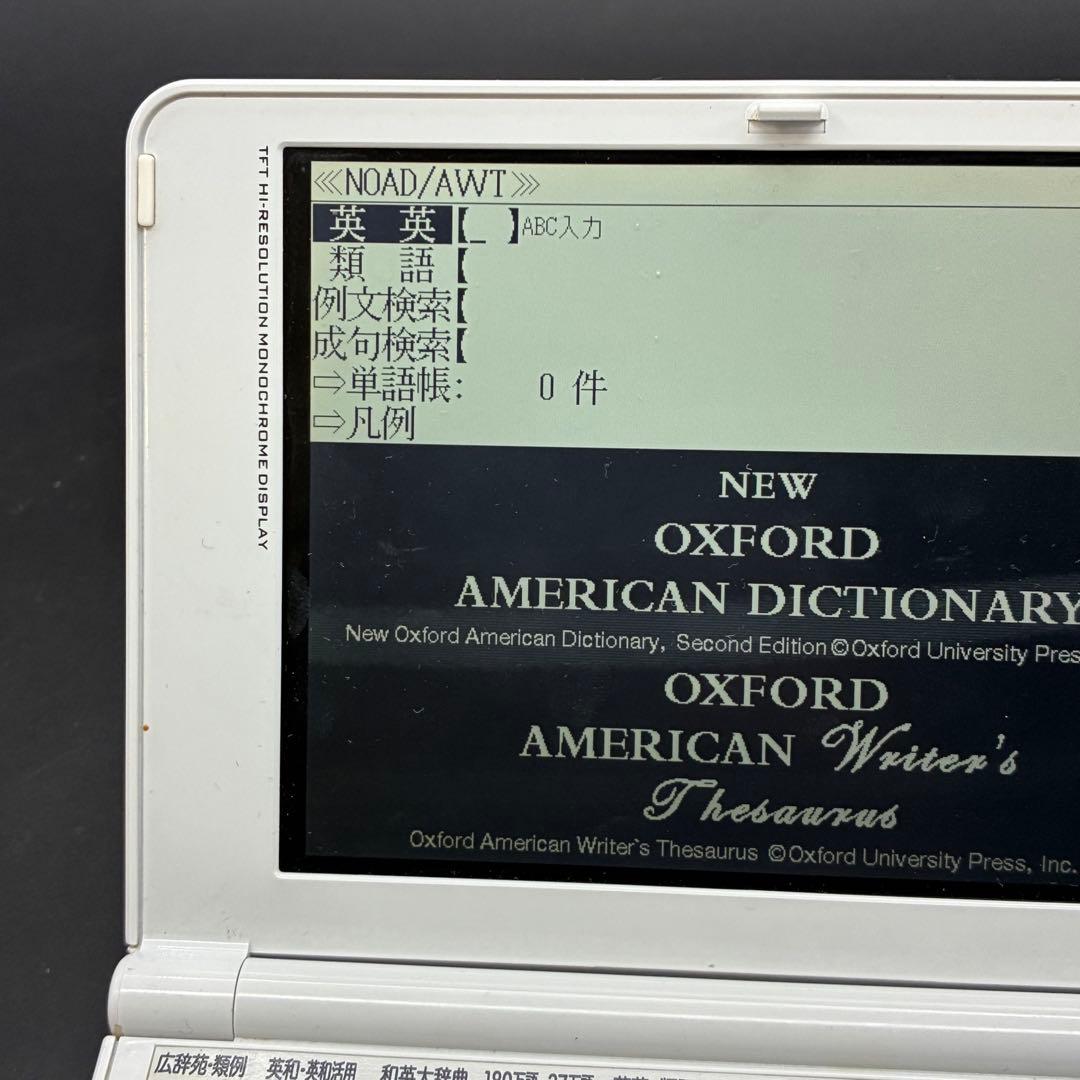 TFT HI-RESOLUTION MONOCHROME DISPLAY
⋘NOAD/AWT⋙
英 英【_ 】ABC入力
類 語【
例文検索【
成句検索【
⇨単語帳: 0 件
⇨凡例
NEW
OXFORD
AMERICAN DICTIONARY
New Oxford American Dictionary, Second Edition ©Oxford University Pres
OXFORD
AMERICAN Writer's
Thesaurus
Oxford American Writer`s Thesaurus ©Oxford University Press, Inc.
広辞苑・類例 英和・英和活用 和英大辞典